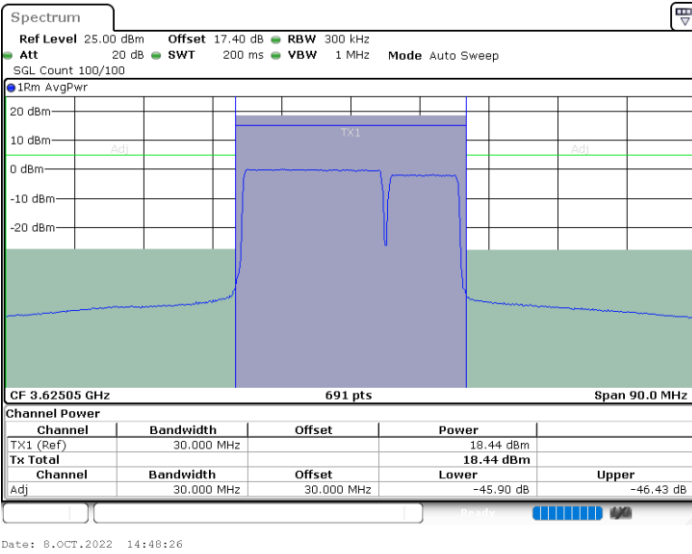 Spectrum
Ref Level 25.00 dBm Offset 17.40 dB RBW 300 kHz
Att 20 dB SWT 200 ms VBW 1 MHz Mode Auto Sweep
SGL Count 100/100
1Rm AvgPwr
20 dBm
TX1
10 dBm
Adj Adj
0 dBm
-10 dBm
-20 dBm
CF 3.62505 GHz 691 pts Span 90.0 MHz
Channel Power
Channel Bandwidth Offset Power
TX1 (Ref) 30.000 MHz 18.44 dBm
Tx Total 18.44 dBm
Channel Bandwidth Offset Lower Upper
Adj 30.000 MHz 30.000 MHz -45.90 dB -46.43 dB
Ready
Date: 8.OCT.2022 14:48:26